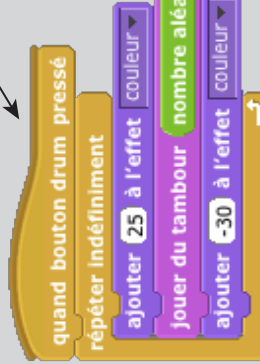 quand bouton drum pressé
répéter indéfiniment
ajouter 25 à l'effet couleur
jouer du tambour nombre aléa
ajouter -30 à l'effet couleur